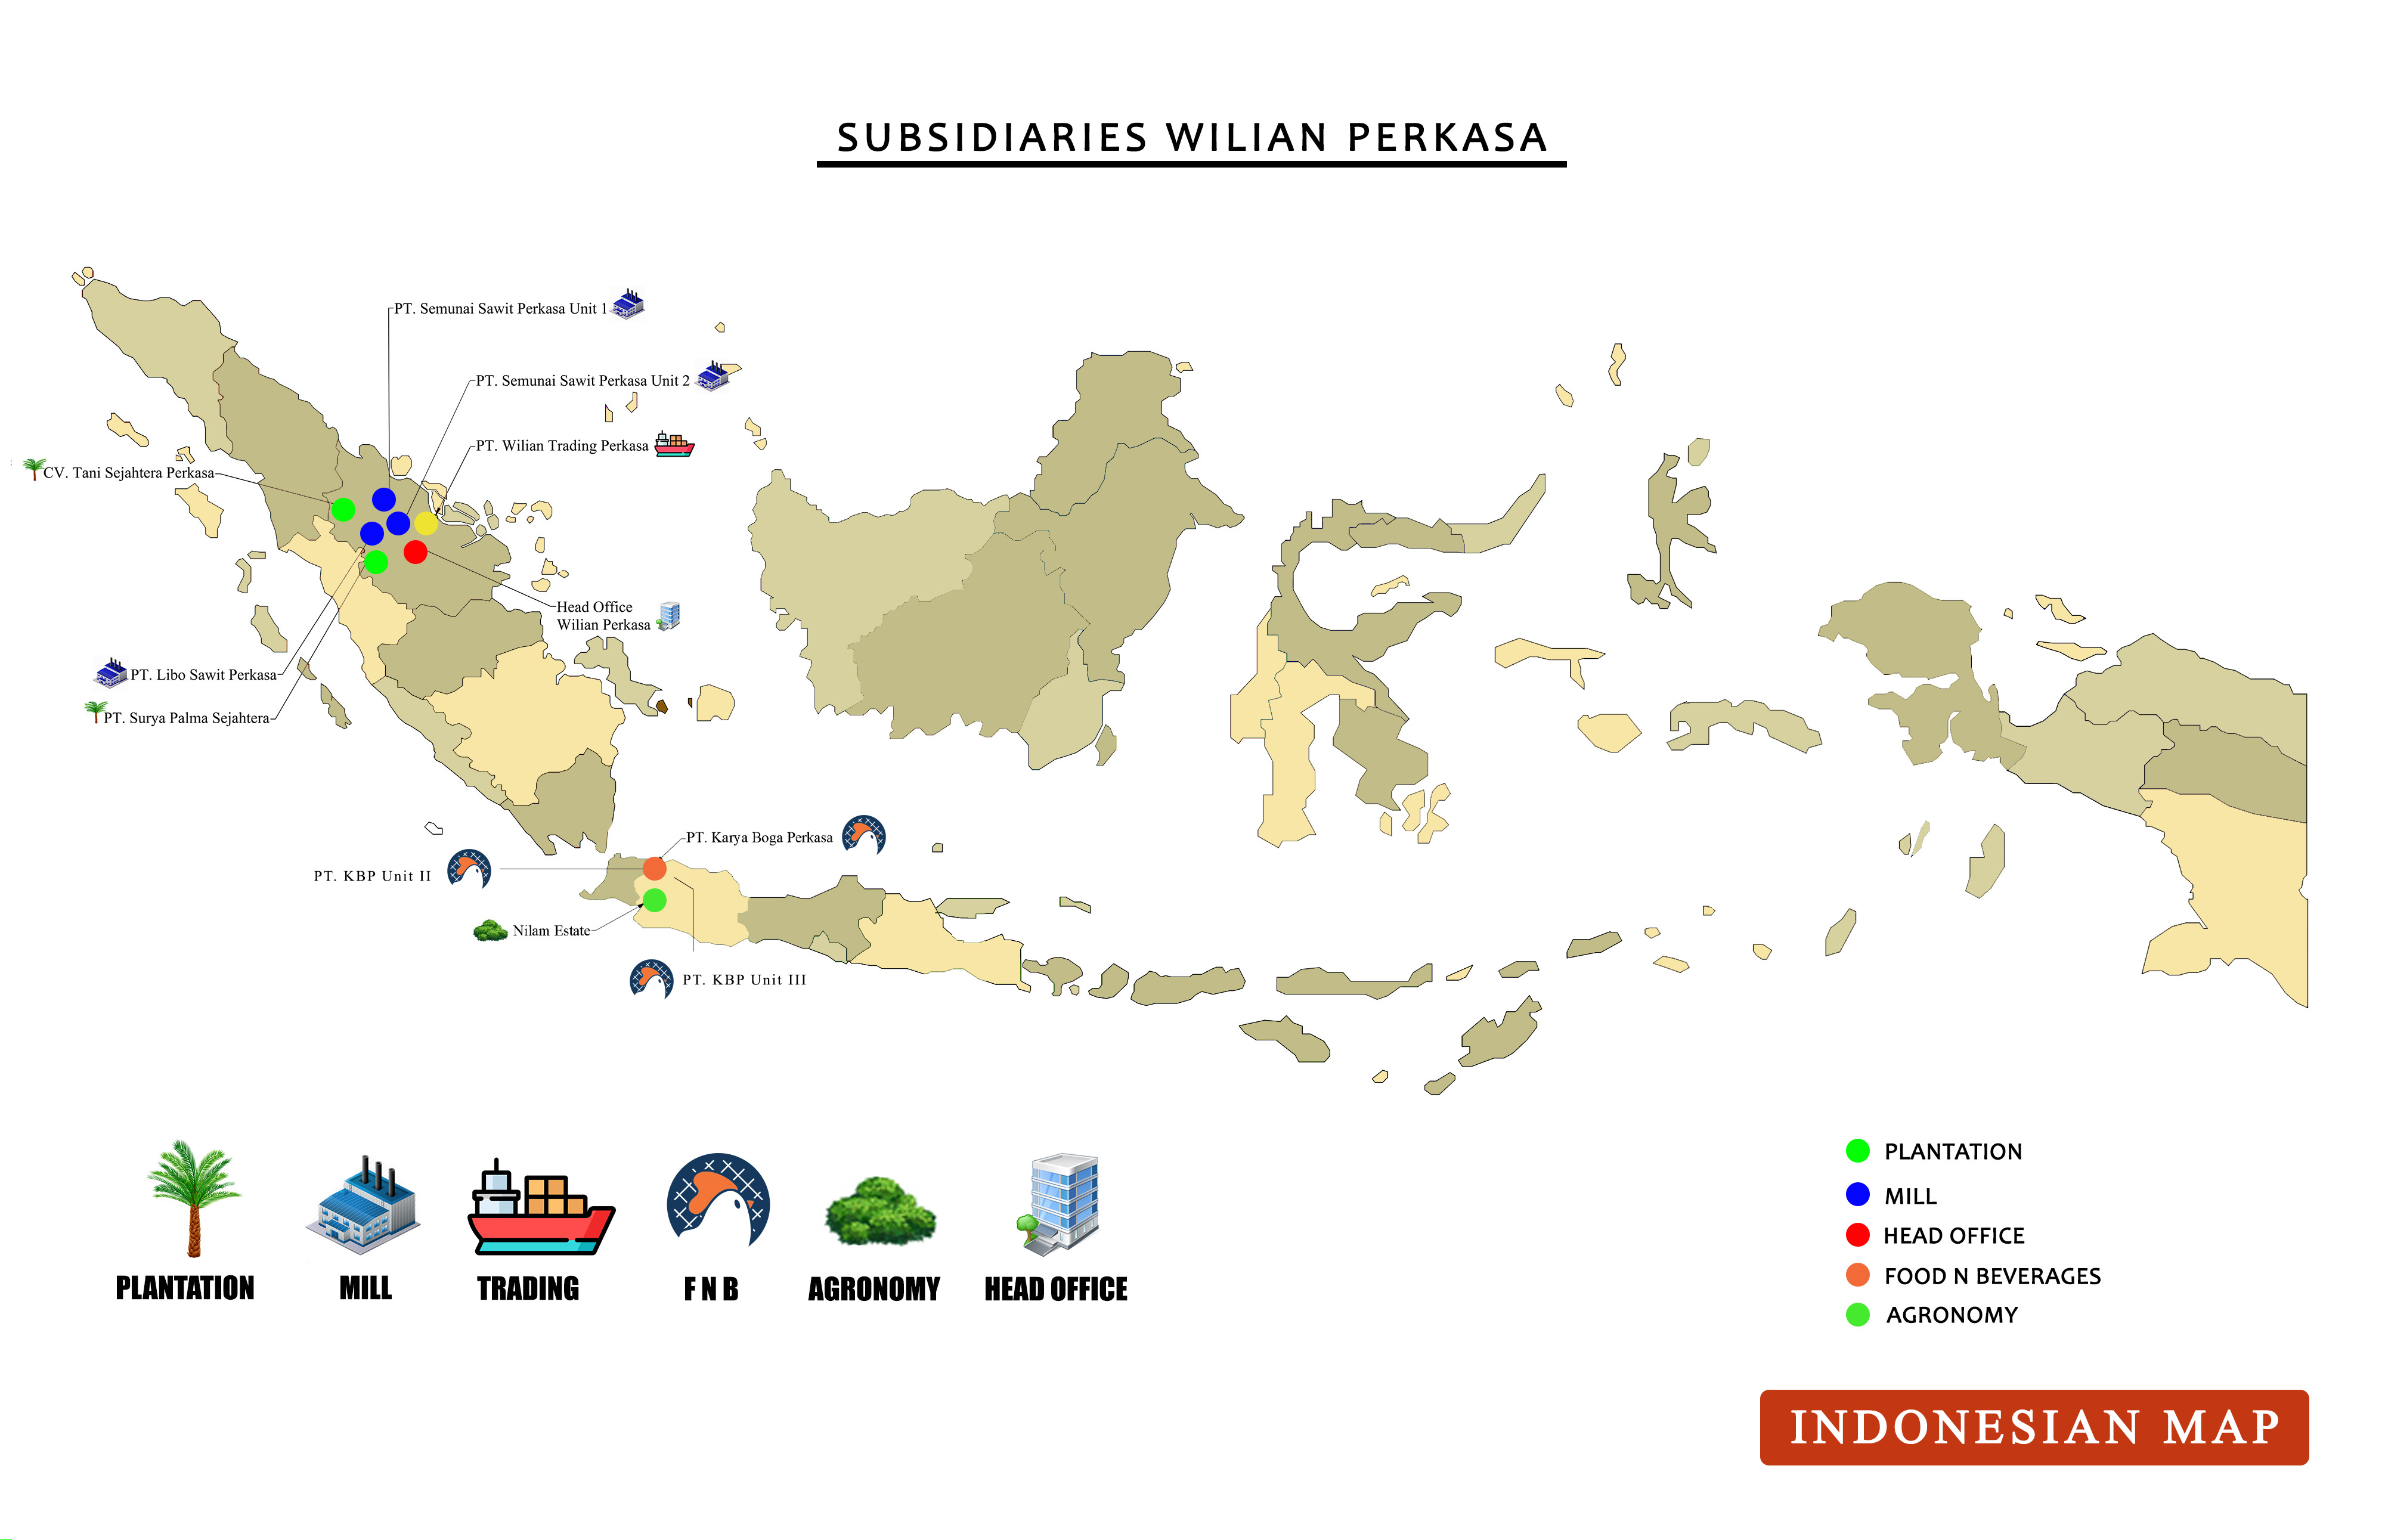 SUBSIDIARIES WILIAN PERKASA
PT. Semunai Sawit Perkasa Unit 1
PT. Semunai Sawit Perkasa Unit 2
PT. Wilian Trading Perkasa
CV. Tani Sejahtera Perkasa
Head Office
Wilian Perkasa
PT. Libo Sawit Perkasa
PT. Surya Palma Sejahtera
PT. Karya Boga Perkasa
PT. KBP Unit II
Nilam Estate
PT. KBP Unit III
PLANTATION
MILL
TRADING
F N B
AGRONOMY
HEAD OFFICE
PLANTATION
MILL
HEAD OFFICE
FOOD N BEVERAGES
AGRONOMY
INDONESIAN MAP